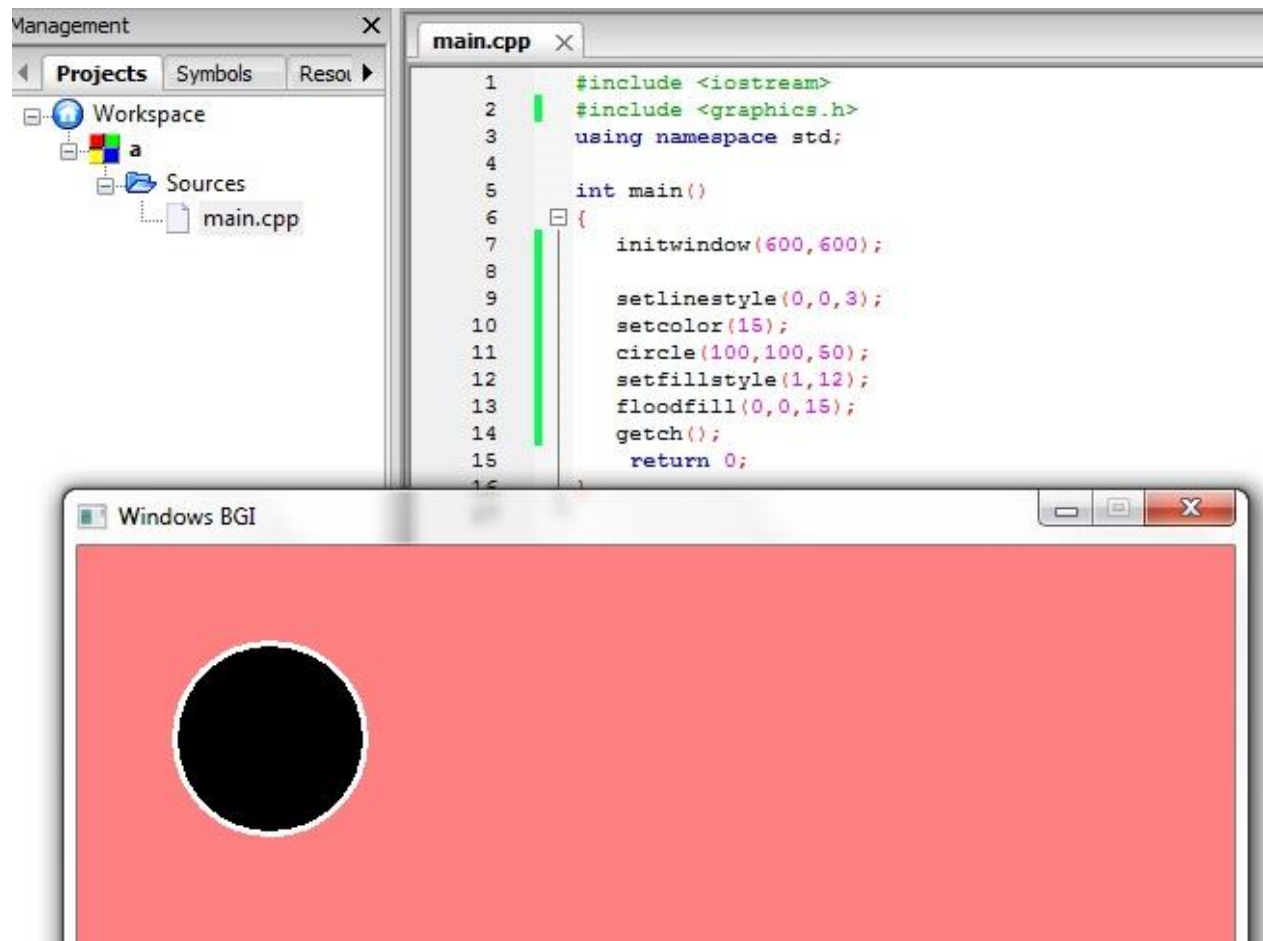 Management
Projects Symbols
Workspace
a
Sources
main.cpp
main.cpp
1 #include <iostream>
2 #include <graphics.h>
3 using namespace std;
4
5 int main()
6 {
7 initwindow(600,600);
8
9 setlinestyle(0,0,3);
10 setcolor(15);
11 circle(100,100,50);
12 setfillstyle(1,12);
13 floodfill(0,0,15);
14 getch();
15 return 0;
16 }
Windows BGI